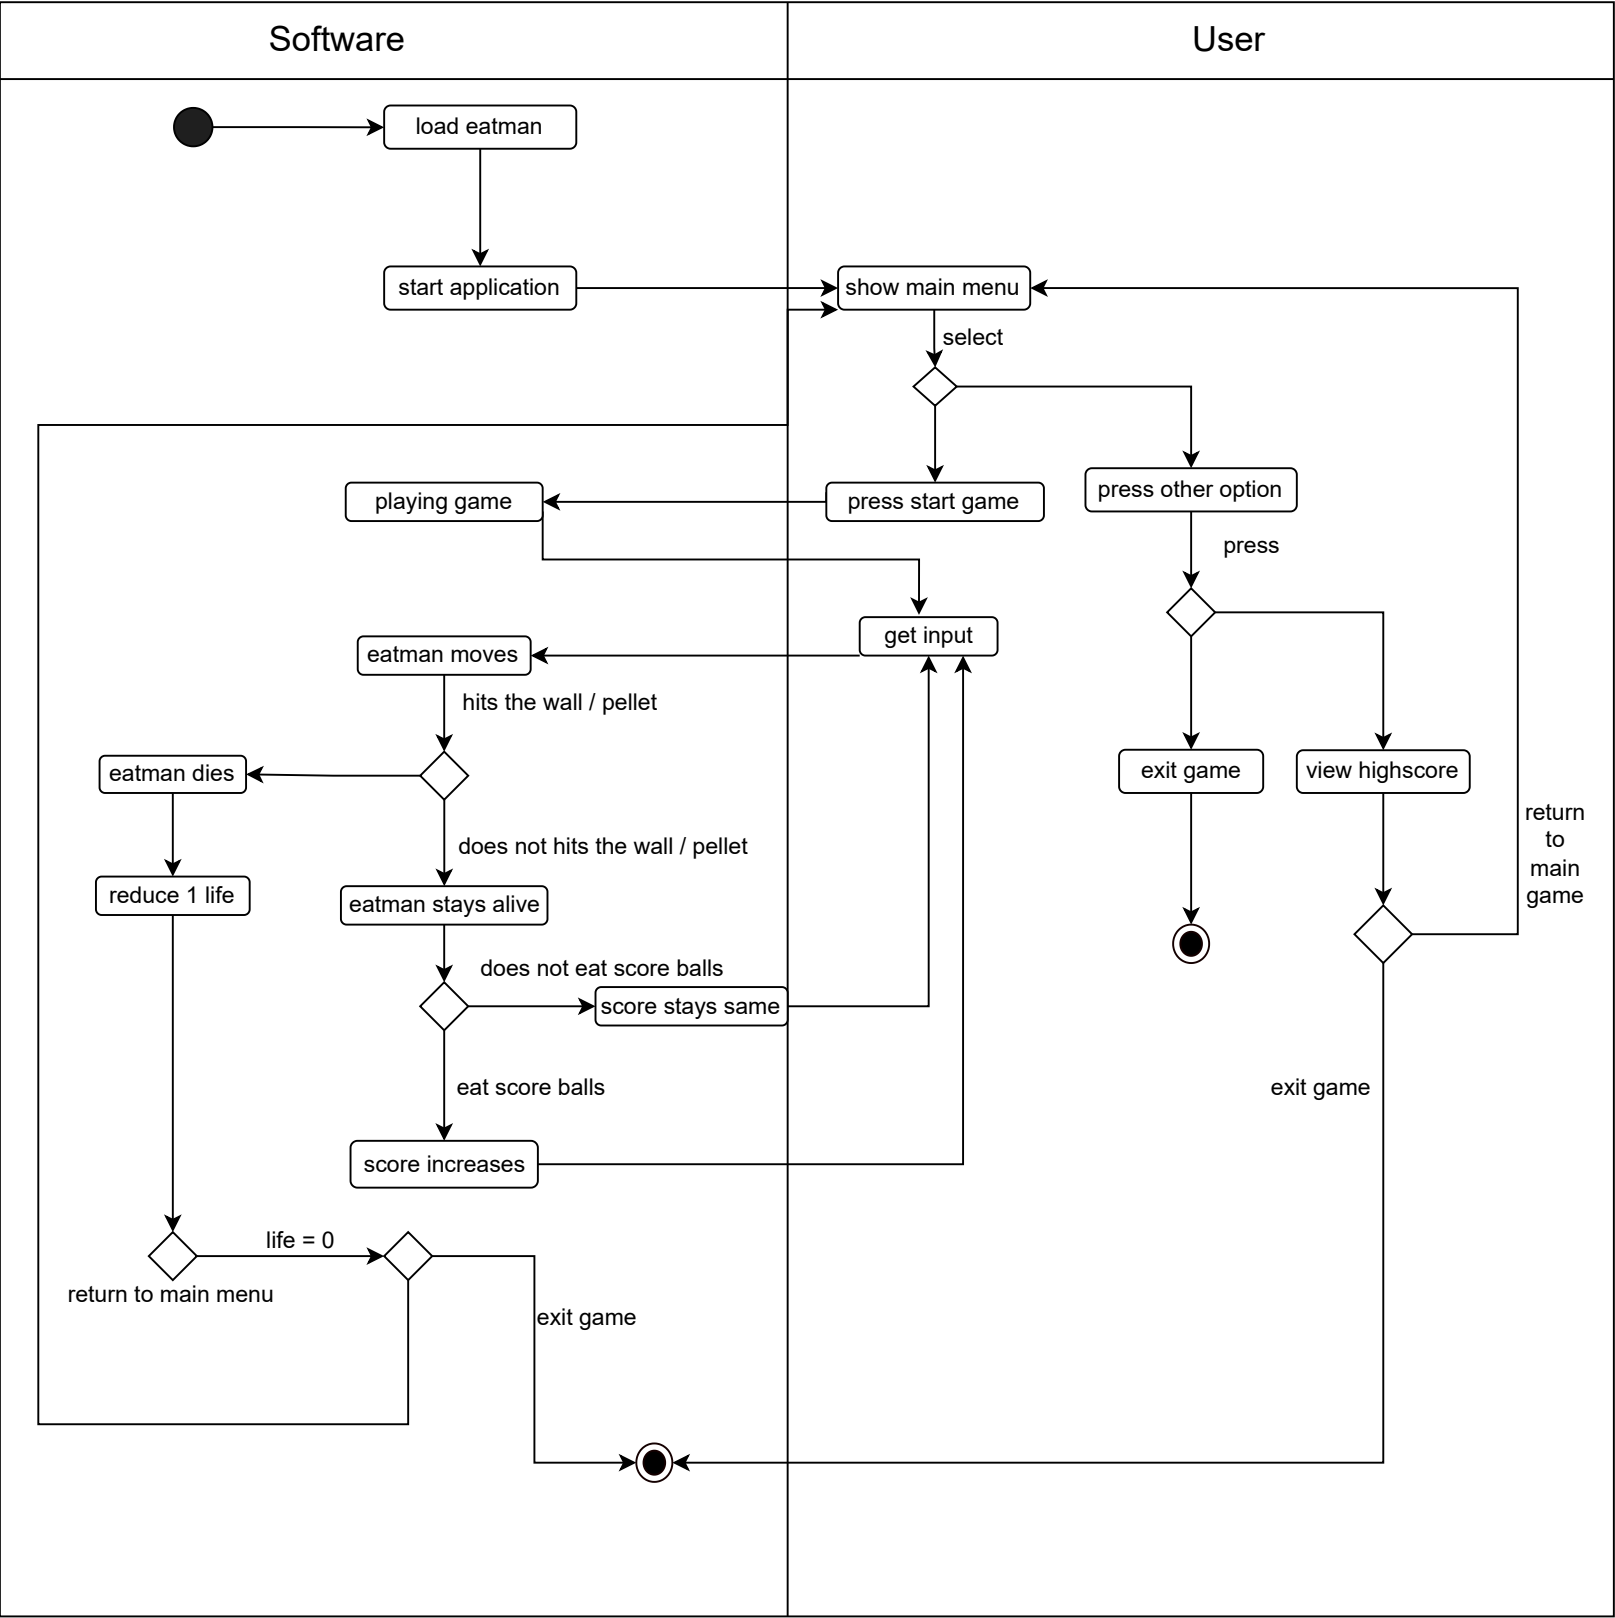 Software
User
load eatman
start application
show main menu
select
playing game
press start game
press other option
press
get input
eatman moves
hits the wall / pellet
eatman dies
exit game
view highscore
return
to
main
game
does not hits the wall / pellet
reduce 1 life
eatman stays alive
does not eat score balls
score stays same
eat score balls
exit game
score increases
life = 0
return to main menu
exit game